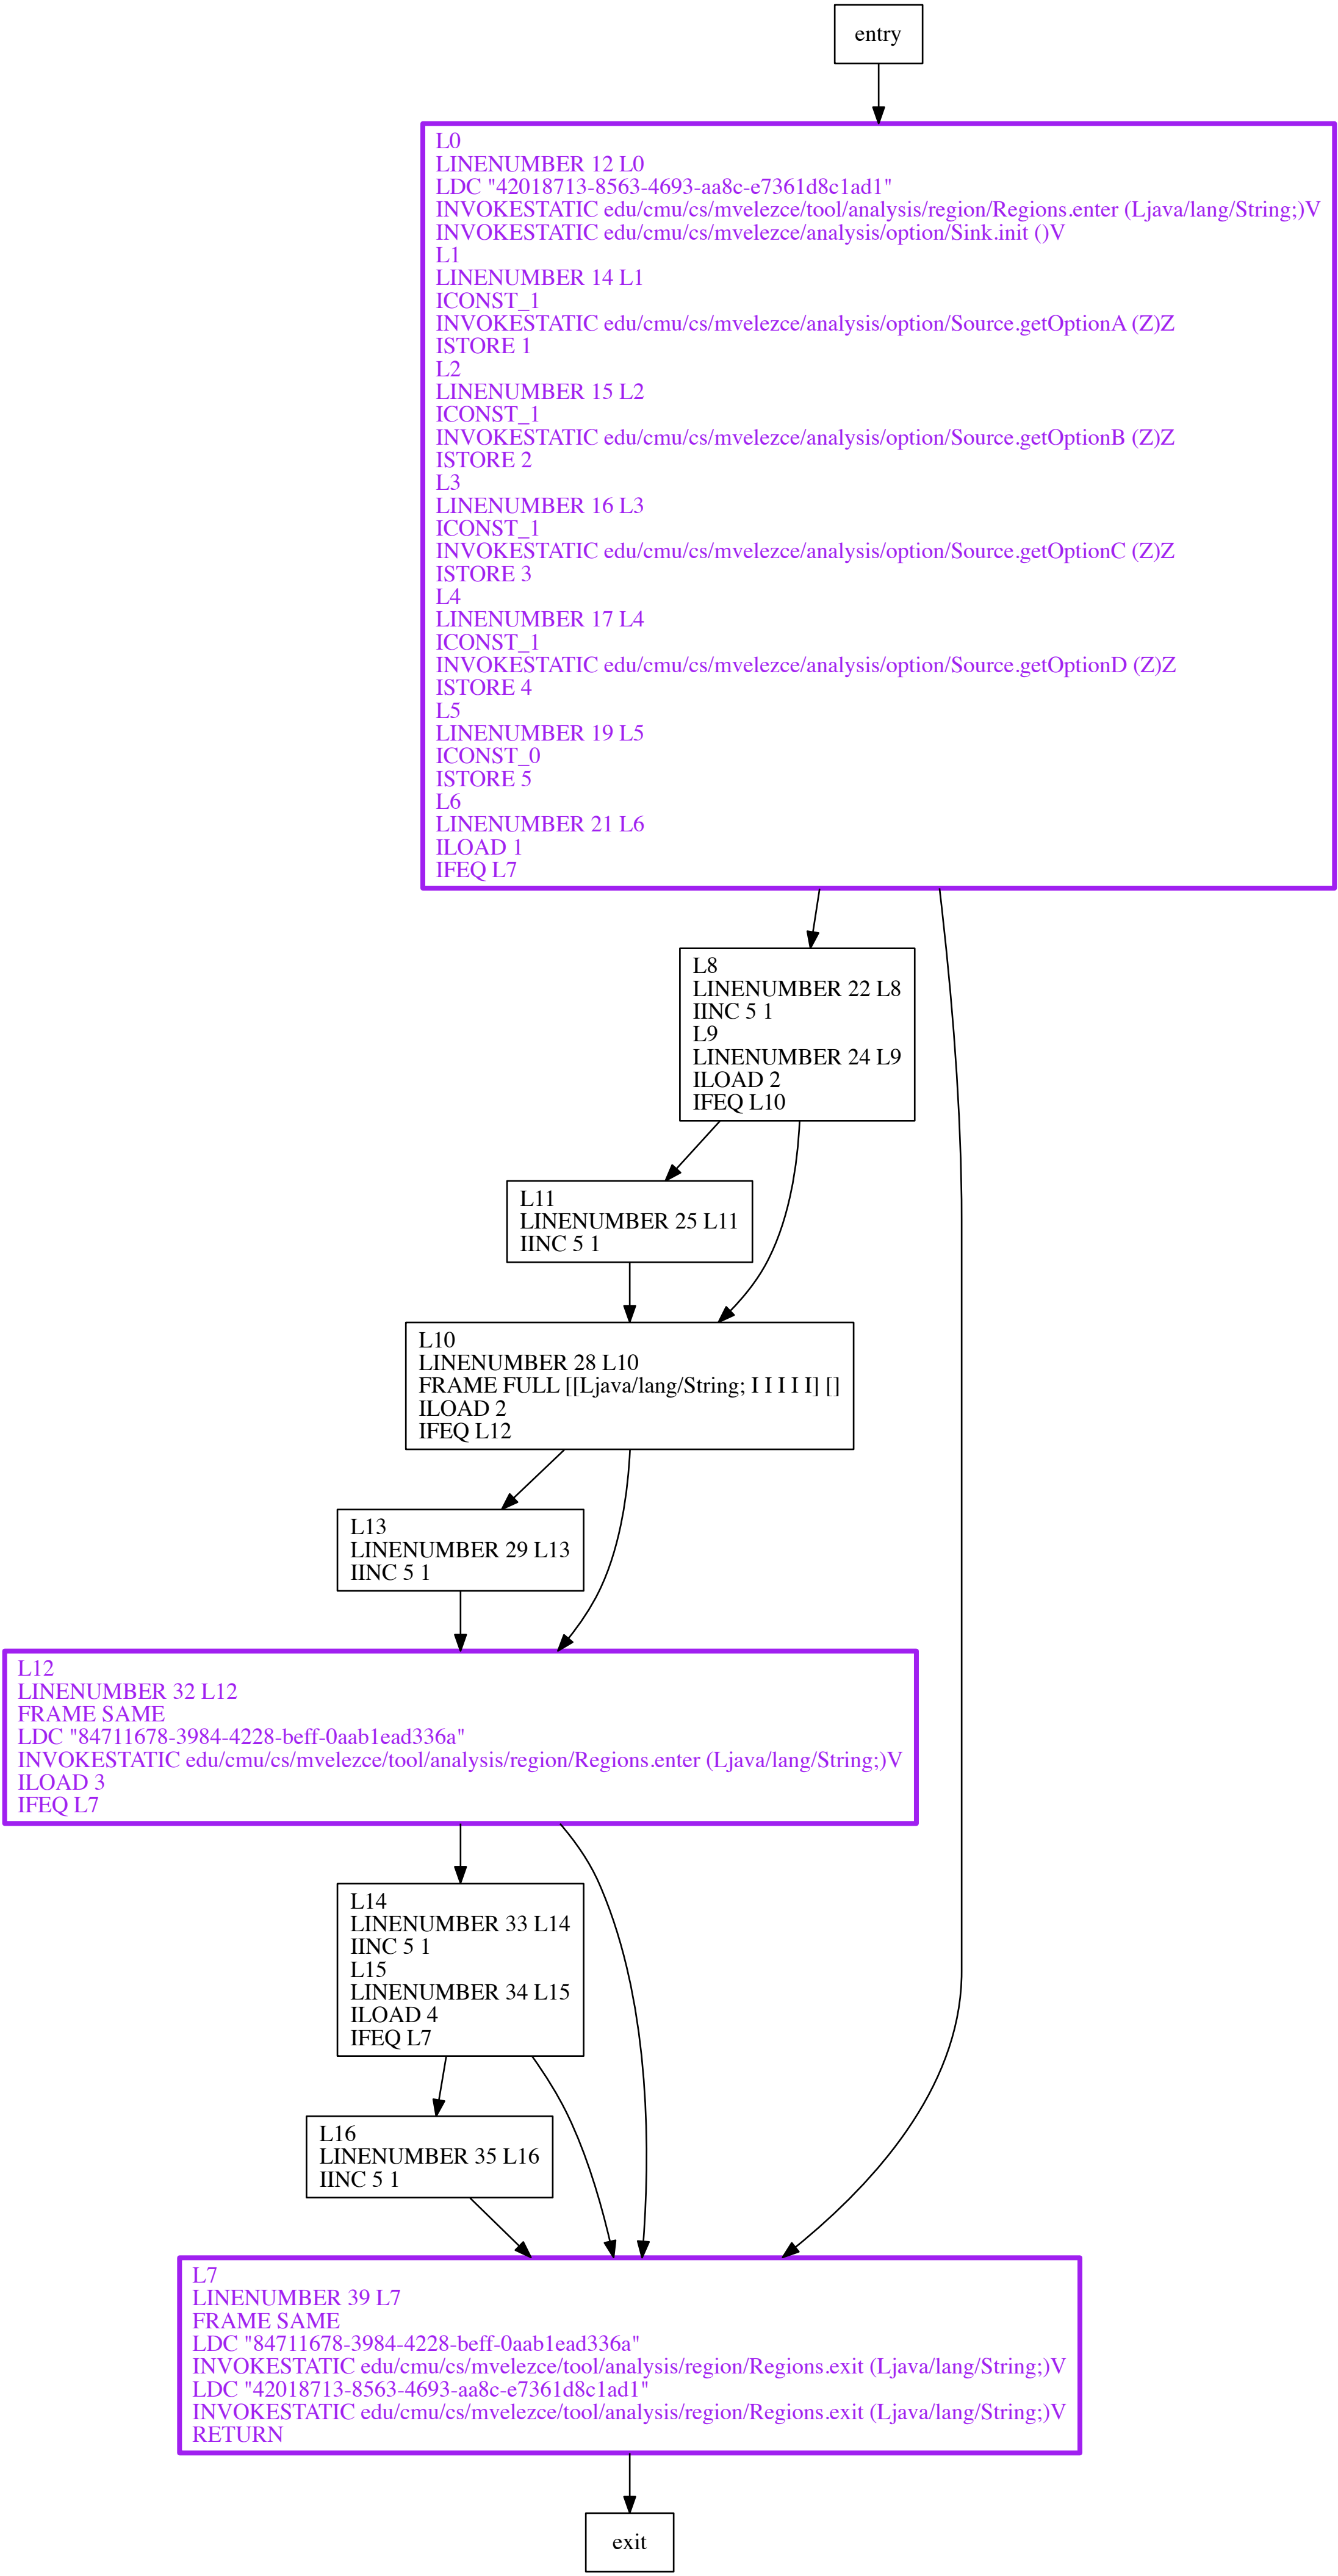 entry
L0
LINENUMBER 12 L0
LDC "42018713-8563-4693-aa8c-e7361d8c1ad1"
INVOKESTATIC edu/cmu/cs/mvelezce/tool/analysis/region/Regions.enter (Ljava/lang/String;)V
INVOKESTATIC edu/cmu/cs/mvelezce/analysis/option/Sink.init ()V
L1
LINENUMBER 14 L1
ICONST_1
INVOKESTATIC edu/cmu/cs/mvelezce/analysis/option/Source.getOptionA (Z)Z
ISTORE 1
L2
LINENUMBER 15 L2
ICONST_1
INVOKESTATIC edu/cmu/cs/mvelezce/analysis/option/Source.getOptionB (Z)Z
ISTORE 2
L3
LINENUMBER 16 L3
ICONST_1
INVOKESTATIC edu/cmu/cs/mvelezce/analysis/option/Source.getOptionC (Z)Z
ISTORE 3
L4
LINENUMBER 17 L4
ICONST_1
INVOKESTATIC edu/cmu/cs/mvelezce/analysis/option/Source.getOptionD (Z)Z
ISTORE 4
L5
LINENUMBER 19 L5
ICONST_0
ISTORE 5
L6
LINENUMBER 21 L6
ILOAD 1
IFEQ L7
L8
LINENUMBER 22 L8
IINC 5 1
L9
LINENUMBER 24 L9
ILOAD 2
IFEQ L10
L11
LINENUMBER 25 L11
IINC 5 1
L10
LINENUMBER 28 L10
FRAME FULL [[Ljava/lang/String; I I I I I] []
ILOAD 2
IFEQ L12
L13
LINENUMBER 29 L13
IINC 5 1
L12
LINENUMBER 32 L12
FRAME SAME
LDC "84711678-3984-4228-beff-0aab1ead336a"
INVOKESTATIC edu/cmu/cs/mvelezce/tool/analysis/region/Regions.enter (Ljava/lang/String;)V
ILOAD 3
IFEQ L7
L14
LINENUMBER 33 L14
IINC 5 1
L15
LINENUMBER 34 L15
ILOAD 4
IFEQ L7
L16
LINENUMBER 35 L16
IINC 5 1
L7
LINENUMBER 39 L7
FRAME SAME
LDC "84711678-3984-4228-beff-0aab1ead336a"
INVOKESTATIC edu/cmu/cs/mvelezce/tool/analysis/region/Regions.exit (Ljava/lang/String;)V
LDC "42018713-8563-4693-aa8c-e7361d8c1ad1"
INVOKESTATIC edu/cmu/cs/mvelezce/tool/analysis/region/Regions.exit (Ljava/lang/String;)V
RETURN
exit